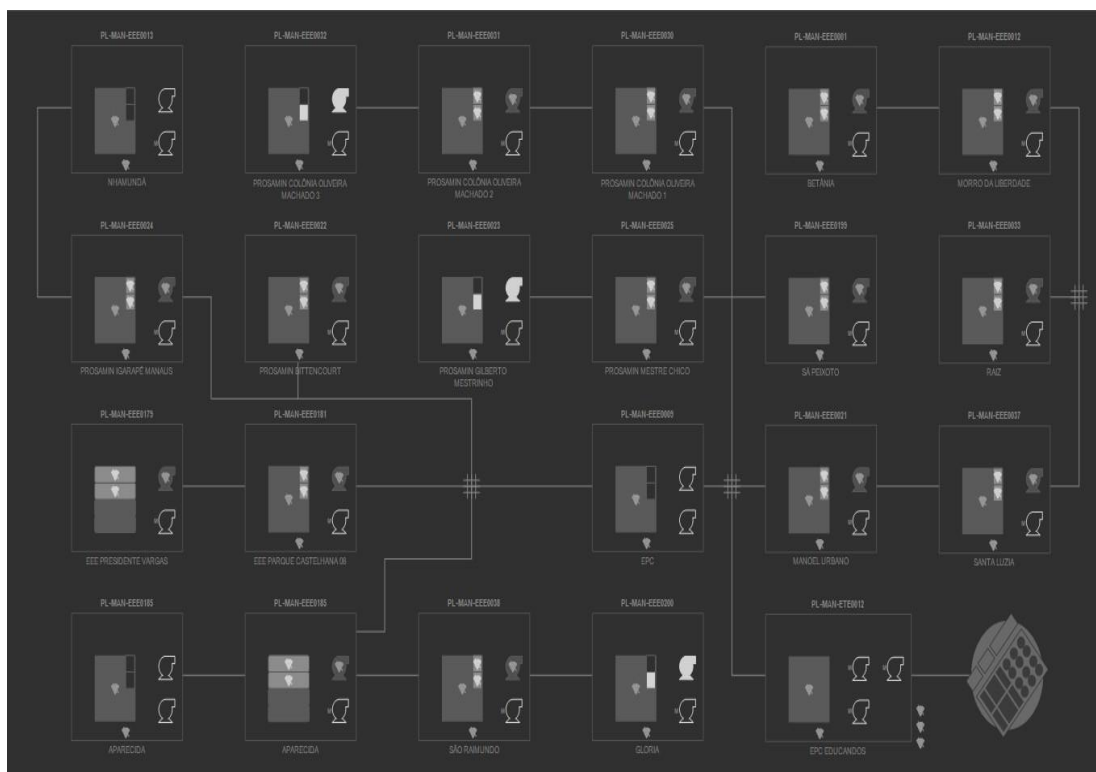 PL-MAN-EEE0013
PL-MAN-EEE0032
PL-MAN-EEE0031
PL-MAN-EEE0030
PL-MAN-EEE0001
PL-MAN-EEE0012
NHAMUNDÁ
PROSAMIN COLÔNIA OLIVEIRA
MACHADO 3
PROSAMIN COLÔNIA OLIVEIRA
MACHADO 2
PROSAMIN COLÔNIA OLIVEIRA
MACHADO 1
BETÂNIA
MORRO DA LIBERDADE
PL-MAN-EEE0024
PL-MAN-EEE0022
PL-MAN-EEE0023
PL-MAN-EEE0025
PL-MAN-EEE0199
PL-MAN-EEE0033
PROSAMIN IGARAPÉ MANAUS
PROSAMIN BITTENCOURT
PROSAMIN GILBERTO
MESTRINHO
PROSAMIN MESTRE CHICO
SÁ PEIXOTO
RAIZ
PL-MAN-EEE0179
PL-MAN-EEE0181
PL-MAN-EEE0009
PL-MAN-EEE0021
PL-MAN-EEE0037
EEE PRESIDENTE VARGAS
EEE PARQUE CASTELHANA 06
EPC
MANOEL URBANO
SANTA LUZIA
PL-MAN-EEE0185
PL-MAN-EEE0185
PL-MAN-EEE0038
PL-MAN-EEE0200
PL-MAN-ETE0012
APARECIDA
APARECIDA
SÃO RAIMUNDO
GLORIA
EPC EDUCANDOS